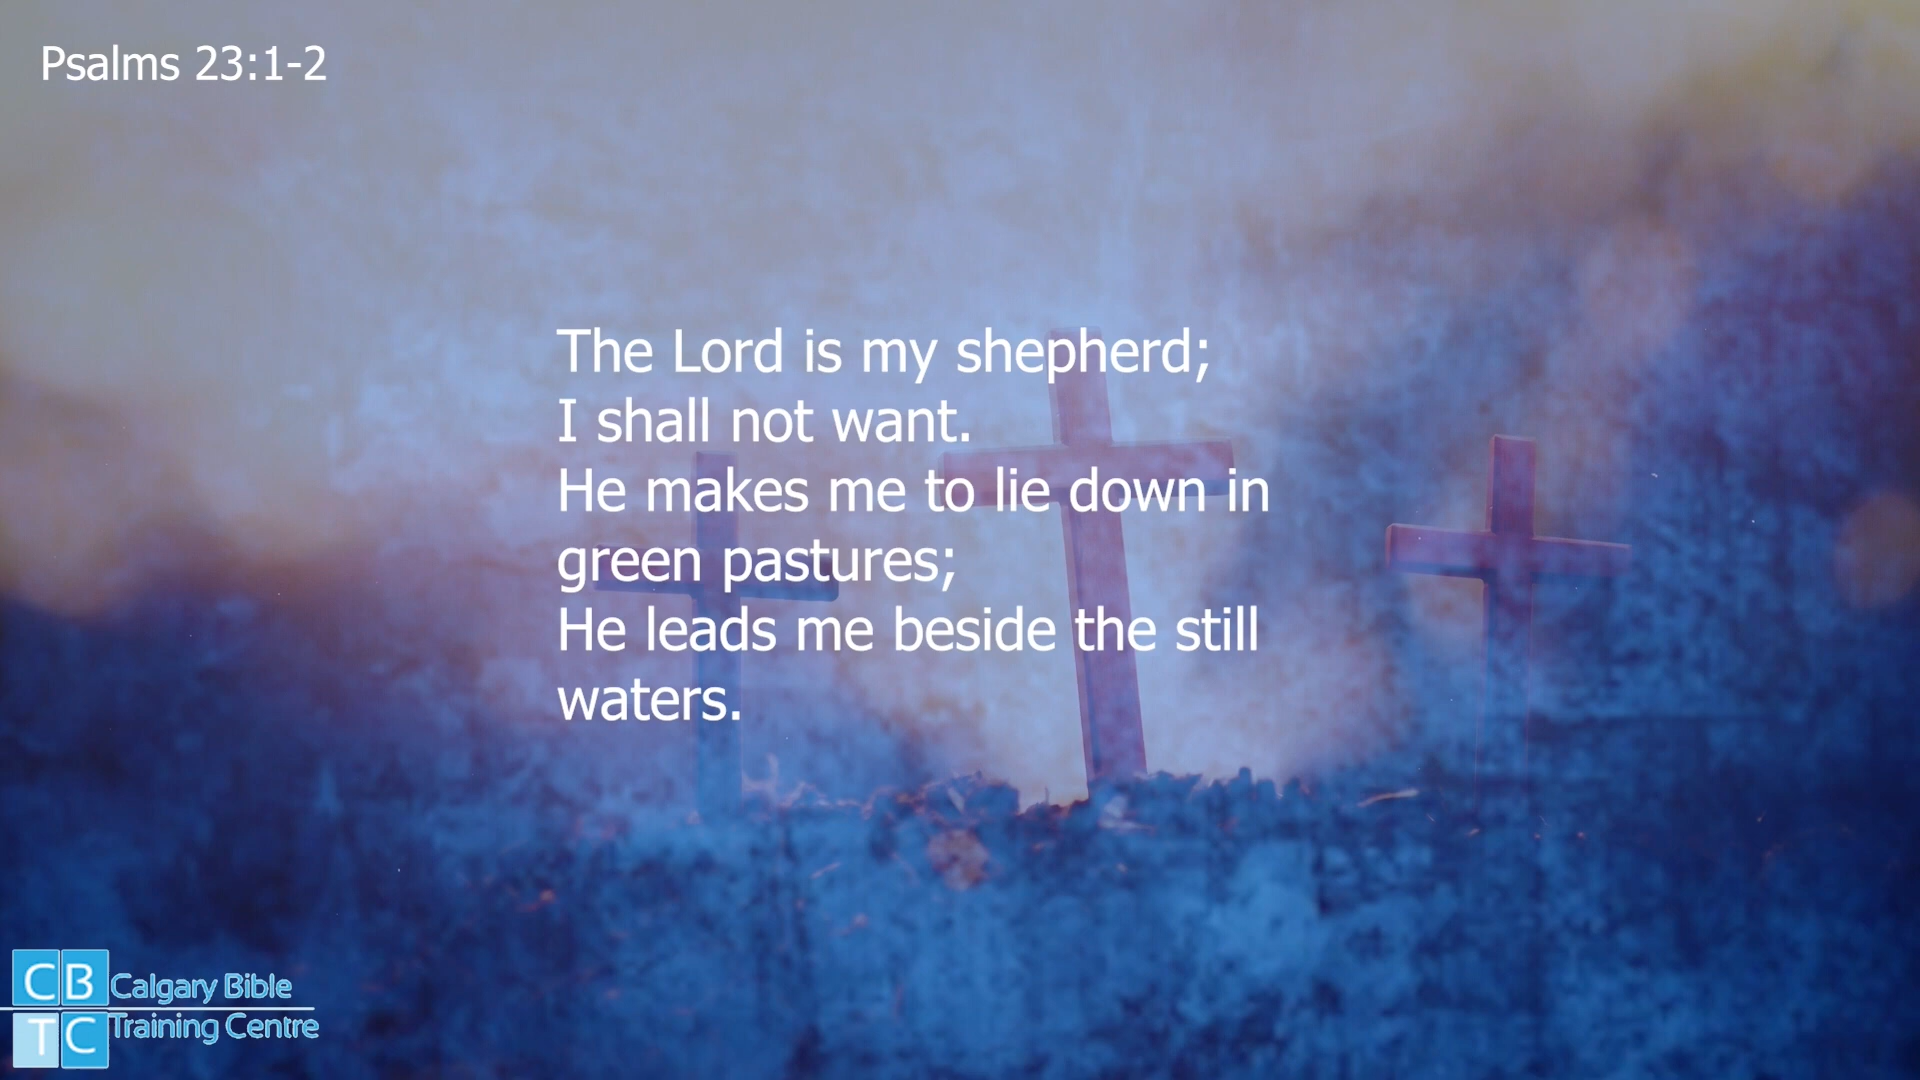 Psalms 23:1-2
The Lord is my shepherd;
I shall not want.
He makes me to lie down in
green pastures;
He leads me beside the still
waters.
CB
TC
Calgary Bible
Training Centre